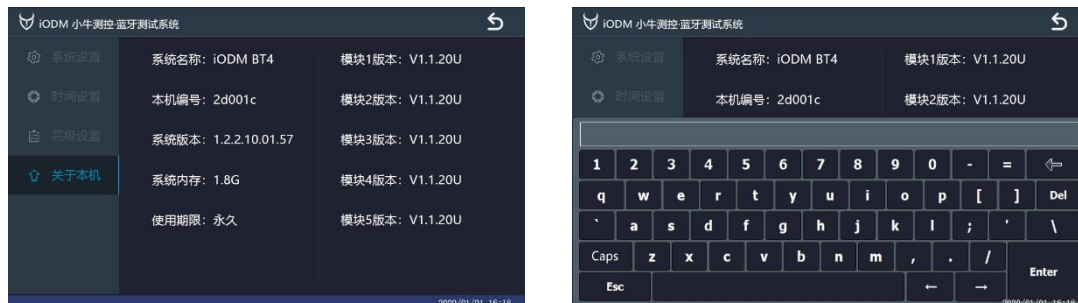 iODM 小牛测控·蓝牙测试系统
系统设置
时间设置
高级设置
关于本机
系统名称：iODM BT4
本机编号：2d001c
系统版本：1.2.2.10.01.57
系统内存：1.8G
使用期限：永久
模块1版本：V1.1.20U
模块2版本：V1.1.20U
模块3版本：V1.1.20U
模块4版本：V1.1.20U
模块5版本：V1.1.20U
2020/01/01 16:18
iODM 小牛测控·蓝牙测试系统
系统设置
时间设置
系统名称：iODM BT4
本机编号：2d001c
模块1版本：V1.1.20U
模块2版本：V1.1.20U
1 2 3 4 5 6 7 8 9 0 - = ⇦
q w e r t y u i o p [ ] Del
` a s d f g h j k l ; ' \
Caps z x c v b n m , . /
Enter
Esc ← →
2020/01/01 16:18